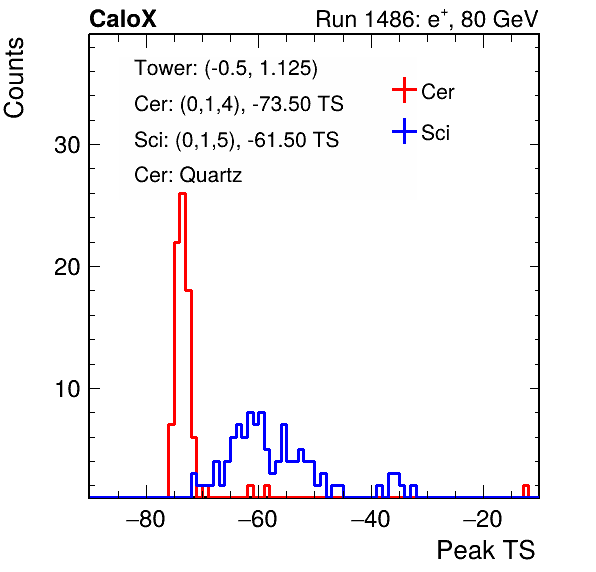 CaloX Run 1486: e⁺, 80 GeV
Counts
Tower: (-0.5, 1.125)
Cer: (0,1,4), -73.50 TS
Sci: (0,1,5), -61.50 TS
Cer: Quartz
Cer
Sci
30
20
10
−80 −60 −40 −20
Peak TS